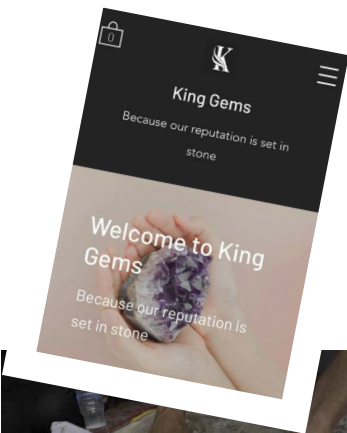 0
K
King Gems
Because our reputation is set in
stone
Welcome to King
Gems
Because our reputation is
set in stone